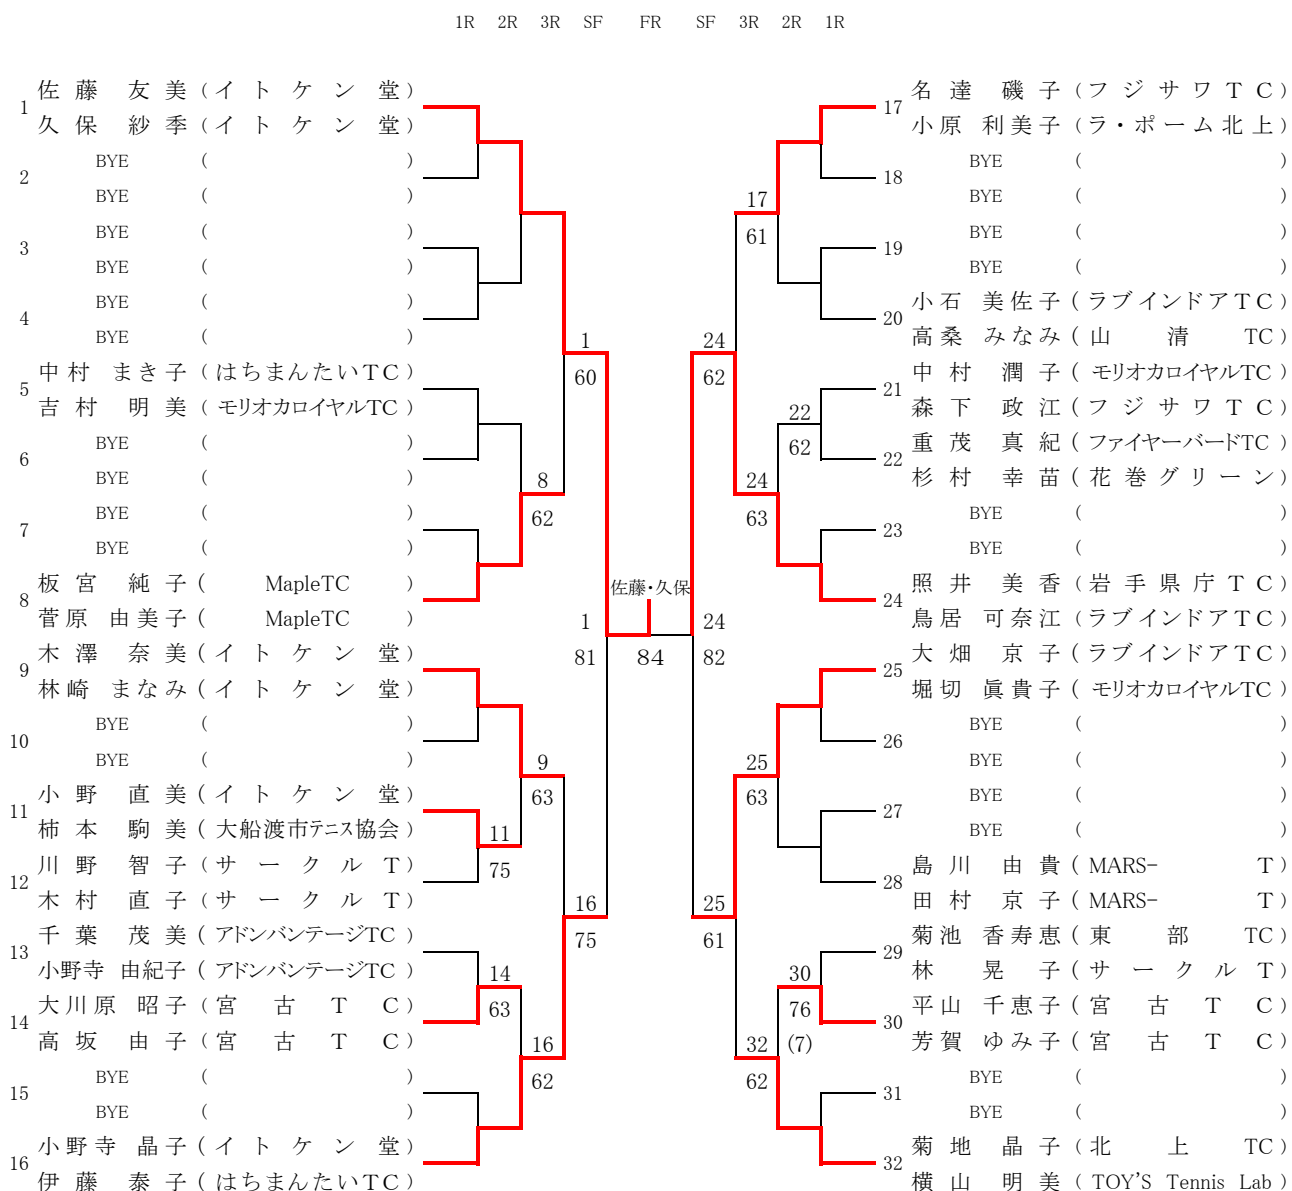 1R 2R 3R SF FR SF 3R 2R 1R
1 佐藤 友美 (イトケン堂)
久保 紗季 (イトケン堂)
2 BYE ( )
BYE ( )
3 BYE ( )
BYE ( )
4 BYE ( )
BYE ( )
5 中村 まき子 (はちまんたいTC)
吉村 明美 (モリオカロイヤルTC)
6 BYE ( )
BYE ( )
7 BYE ( )
BYE ( )
8 板宮 純子 (MapleTC)
菅原 由美子 (MapleTC)
9 木澤 奈美 (イトケン堂)
林崎 まなみ (イトケン堂)
10 BYE ( )
BYE ( )
11 小野 直美 (イトケン堂)
柿本 駒美 (大船渡市テニス協会)
12 川野 智子 (サークルT)
木村 直子 (サークルT)
13 千葉 茂美 (アドンバンテージTC)
小野寺 由紀子 (アドンバンテージTC)
14 大川原 昭子 (宮古TC)
高坂 由子 (宮古TC)
15 BYE ( )
BYE ( )
16 小野寺 晶子 (イトケン堂)
伊藤 泰子 (はちまんたいTC)
11
75
14
63
8
62
9
63
16
62
1
60
16
75
1
81
佐藤・久保
84
24
82
24
62
25
61
17
61
24
63
25
63
32
62
22
62
30
76
(7)
17 名達 磯子 (フジサワTC)
小原 利美子 (ラ・ポーム北上)
18 BYE ( )
BYE ( )
19 BYE ( )
BYE ( )
20 小石 美佐子 (ラブインドアTC)
高桑 みなみ (山清TC)
21 中村 潤子 (モリオカロイヤルTC)
森下 政江 (フジサワTC)
22 重茂 真紀 (ファイヤーバードTC)
杉村 幸苗 (花巻グリーン)
23 BYE ( )
BYE ( )
24 照井 美香 (岩手県庁TC)
鳥居 可奈江 (ラブインドアTC)
25 大畑 京子 (ラブインドアTC)
堀切 眞貴子 (モリオカロイヤルTC)
26 BYE ( )
BYE ( )
27 BYE ( )
BYE ( )
28 島川 由貴 (MARS-T)
田村 京子 (MARS-T)
29 菊池 香寿恵 (東部TC)
林 晃子 (サークルT)
30 平山 千恵子 (宮古TC)
芳賀 ゆみ子 (宮古TC)
31 BYE ( )
BYE ( )
32 菊地 晶子 (北上TC)
横山 明美 (TOY'S Tennis Lab)